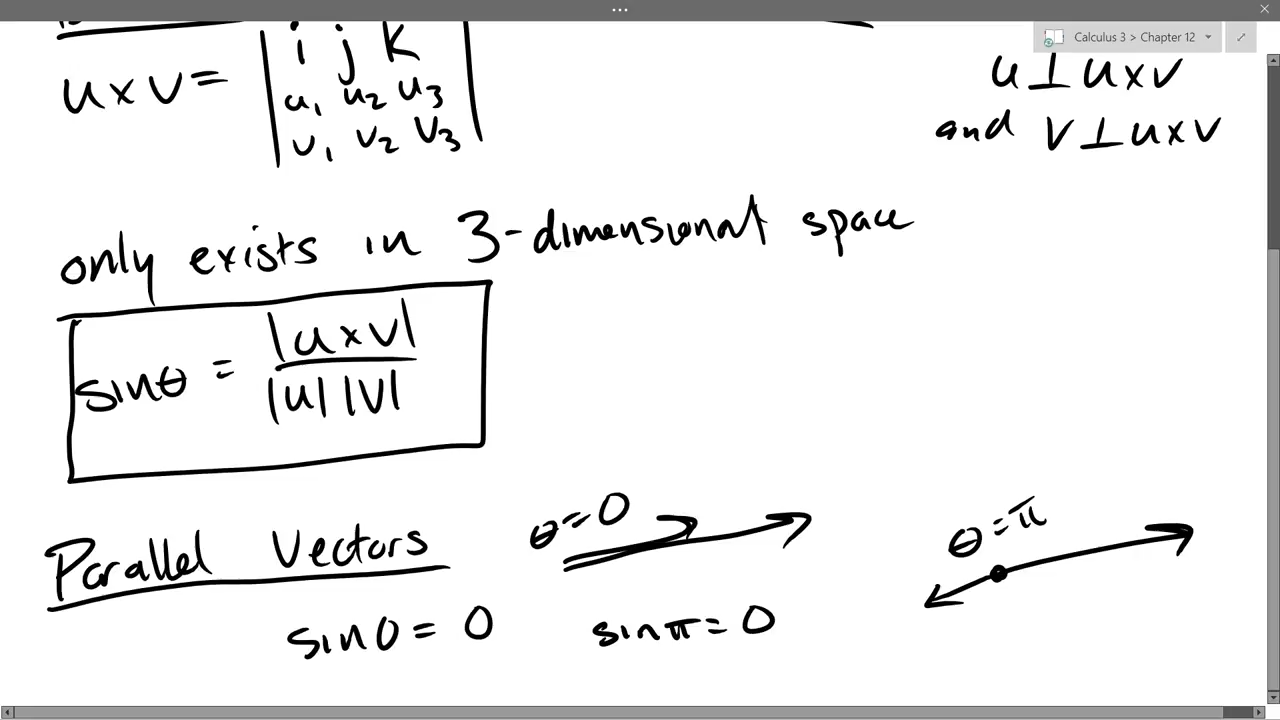 Calculus 3 > Chapter 12
i j K
u x v =
u₁ u₂ u₃
v₁ v₂ v₃
u ⊥ u x v
and v ⊥ u x v
only exists in 3-dimensional space
sinθ = |u x v|
|u| |v|
Parallel Vectors
θ=0
θ=π
sin0 = 0
sinπ = 0